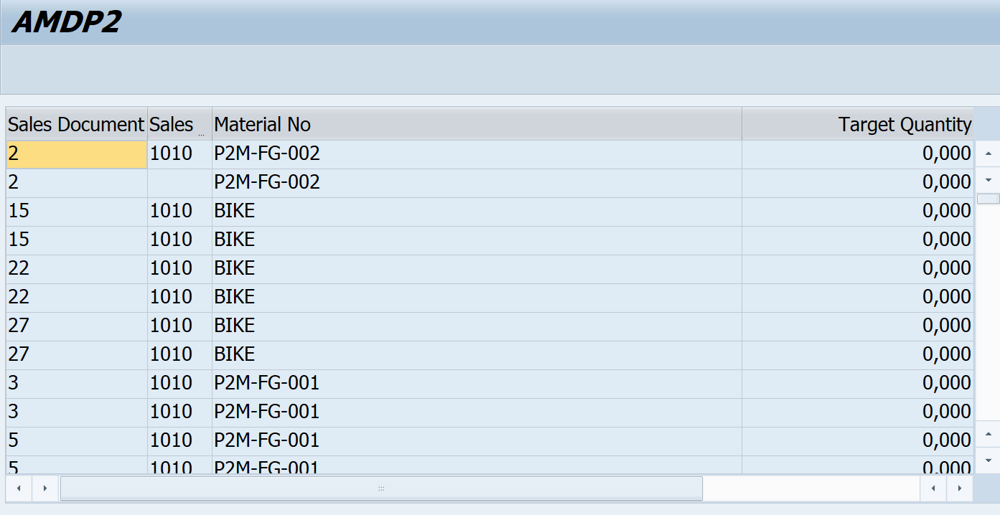 AMDP2
Sales Document Sales ... Material No Target Quantity
2 1010 P2M-FG-002 0,000
2 P2M-FG-002 0,000
15 1010 BIKE 0,000
15 1010 BIKE 0,000
22 1010 BIKE 0,000
22 1010 BIKE 0,000
27 1010 BIKE 0,000
27 1010 BIKE 0,000
3 1010 P2M-FG-001 0,000
3 1010 P2M-FG-001 0,000
5 1010 P2M-FG-001 0,000
5 1010 P2M-FG-001 0,000